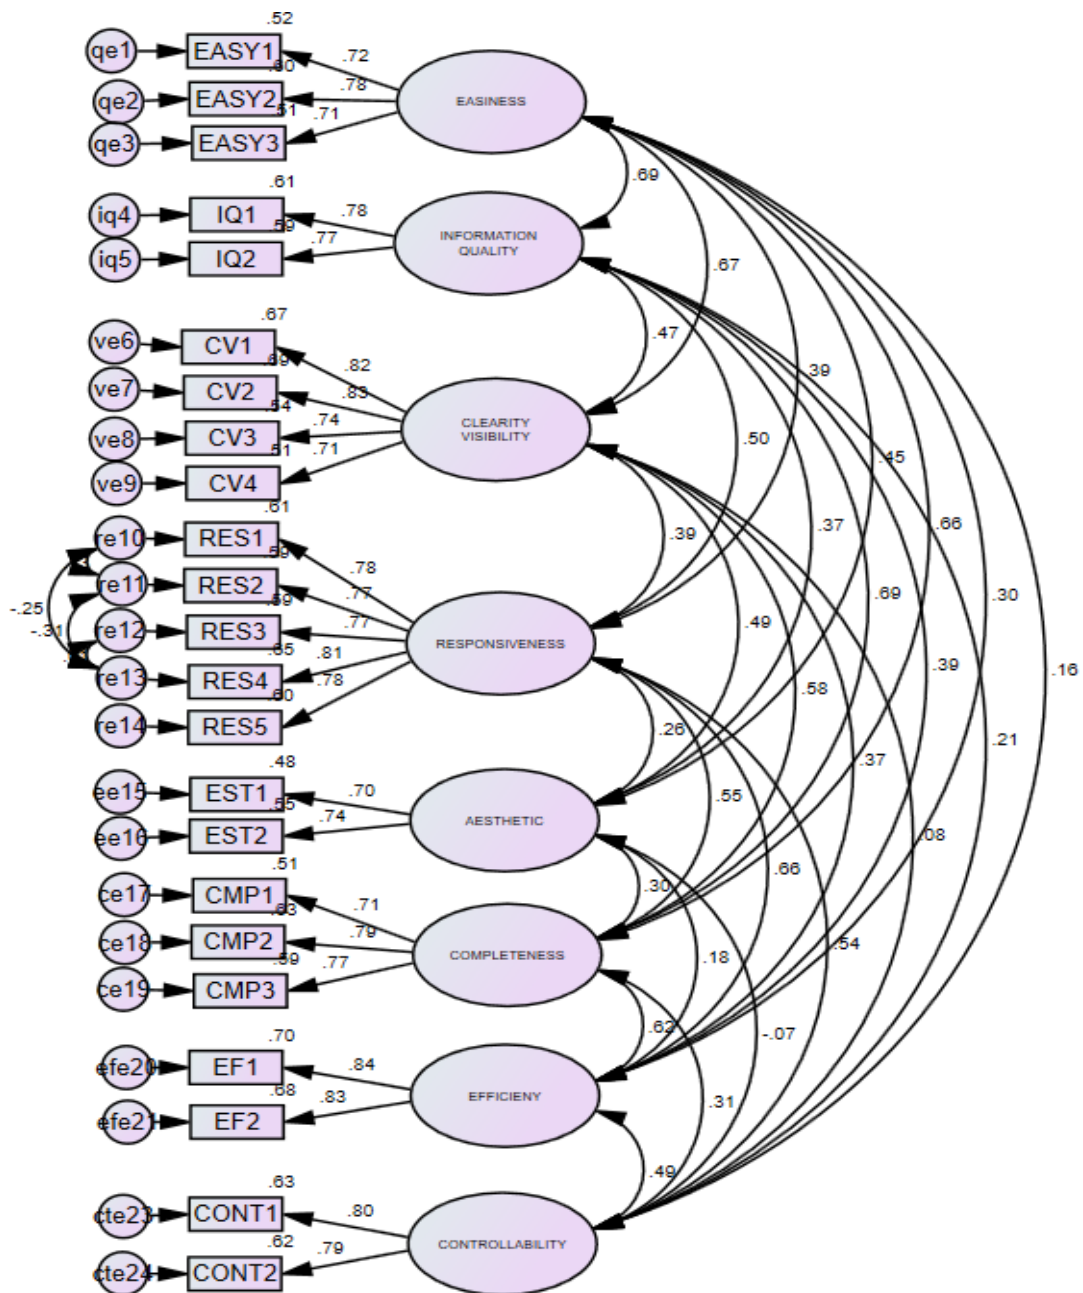 .52
qe1 EASY1 .72
.60
qe2 EASY2 .78 EASINESS
.51
qe3 EASY3 .71
.69
.61
iq4 IQ1 .78
.59
INFORMATION
QUALITY
iq5 IQ2 .77
.67
.67
.47
ve6 CV1 .82
.69
.39
ve7 CV2 .83
.54
CLEARITY
VISIBILITY
ve8 CV3 .74
.50
.51
.45
ve9 CV4 .71
.61
.37
.66
re10 RES1 .78
.39
.59
re11 RES2 .77
.69
.30
-.25
.59
-.31
re12 RES3 .77
.49
RESPONSIVENESS
.65
.58
.39
.16
re13 RES4 .81
.60
re14 RES5 .78
.26
.21
.48
.37
ee15 EST1 .70
.55
.55
AESTHETIC
ee16 EST2 .74
.08
.51
.30
.66
ce17 CMP1 .71
.63
ce18 CMP2 .79
.54
COMPLETENESS
.59
.18
ce19 CMP3 .77
.70
.62
-.07
efe20 EF1 .84
.68
EFFICIENY
.31
efe21 EF2 .83
.63
.49
cte23 CONT1 .80
.62
CONTROLLABILITY
cte24 CONT2 .79